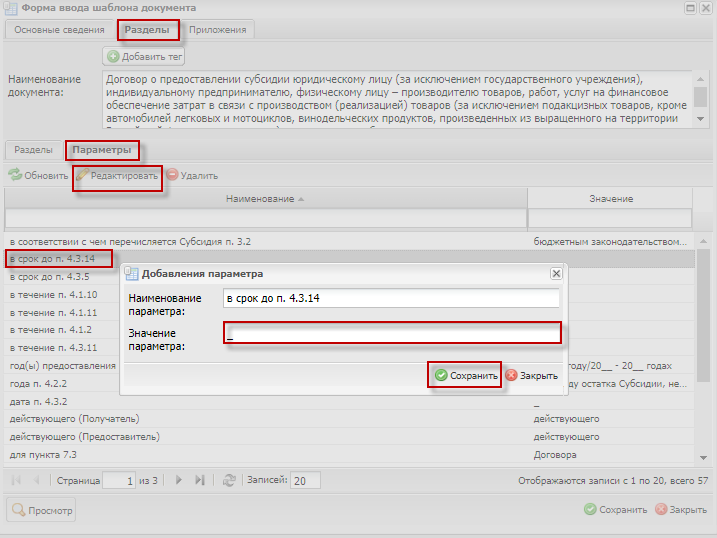 Форма ввода шаблона документа
Основные сведения Разделы Приложения
Добавить тег
Наименование документа:
Договор о предоставлении субсидии юридическому лицу (за исключением государственного учреждения),
индивидуальному предпринимателю, физическому лицу – производителю товаров, работ, услуг на финансовое
обеспечение затрат в связи с производством (реализацией) товаров (за исключением подакцизных товаров, кроме
автомобилей легковых и мотоциклов, винодельческих продуктов, произведенных из выращенного на территории
Разделы Параметры
Обновить Редактировать Удалить
Наименование Значение
в соответствии с чем перечисляется Субсидия п. 3.2 бюджетным законодательством...
в срок до п. 4.3.14
в срок до п. 4.3.5
в течение п. 4.1.10
в течение п. 4.1.11
в течение п. 4.1.2
в течение п. 4.3.11
год(ы) предоставления году/20__ - 20__ годах
года п. 4.2.2 ду остатка Субсидии, не...
дата п. 4.3.2 _
действующего (Получатель) действующего
действующего (Предоставитель) действующего
для пункта 7.3 Договора
Добавления параметра
Наименование параметра: в срок до п. 4.3.14
Значение параметра: _
Сохранить Закрыть
Страница 1 из 3 Записей: 20 Отображаются записи с 1 по 20, всего 57
Просмотр Сохранить Закрыть